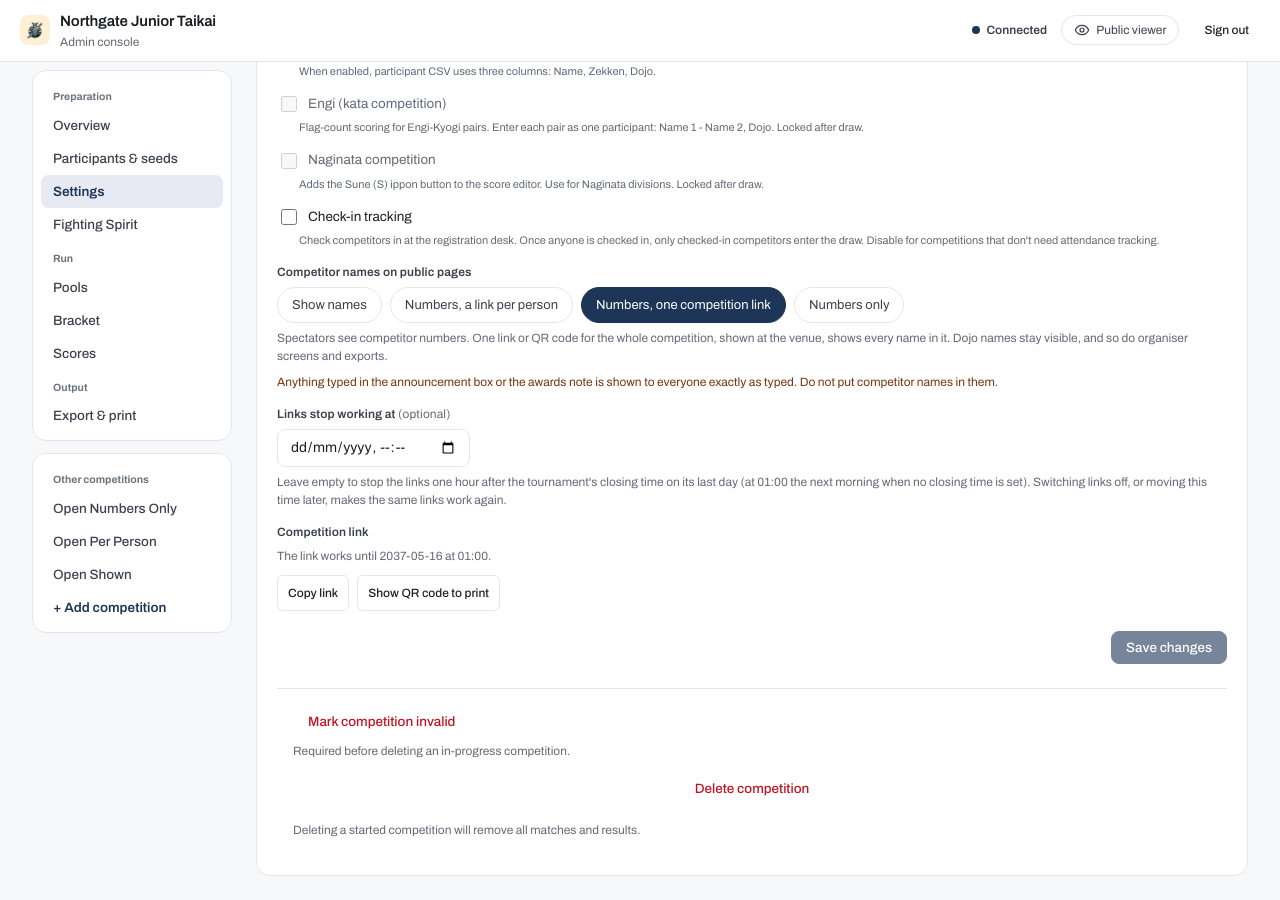 Northgate Junior Taikai
Admin console
Connected
Public viewer
Sign out
Preparation
Overview
Participants & seeds
Settings
Fighting Spirit
Run
Pools
Bracket
Scores
Output
Export & print
Other competitions
Open Numbers Only
Open Per Person
Open Shown
+ Add competition
When enabled, participant CSV uses three columns: Name, Zekken, Dojo.
Engi (kata competition)
Flag-count scoring for Engi-Kyogi pairs. Enter each pair as one participant: Name 1 - Name 2, Dojo. Locked after draw.
Naginata competition
Adds the Sune (S) ippon button to the score editor. Use for Naginata divisions. Locked after draw.
Check-in tracking
Check competitors in at the registration desk. Once anyone is checked in, only checked-in competitors enter the draw. Disable for competitions that don't need attendance tracking.
Competitor names on public pages
Show names
Numbers, a link per person
Numbers, one competition link
Numbers only
Spectators see competitor numbers. One link or QR code for the whole competition, shown at the venue, shows every name in it. Dojo names stay visible, and so do organiser
screens and exports.
Anything typed in the announcement box or the awards note is shown to everyone exactly as typed. Do not put competitor names in them.
Links stop working at (optional)
dd/mm/yyyy, --:--
Leave empty to stop the links one hour after the tournament's closing time on its last day (at 01:00 the next morning when no closing time is set). Switching links off, or moving this
time later, makes the same links work again.
Competition link
The link works until 2037-05-16 at 01:00.
Copy link
Show QR code to print
Save changes
Mark competition invalid
Required before deleting an in-progress competition.
Delete competition
Deleting a started competition will remove all matches and results.